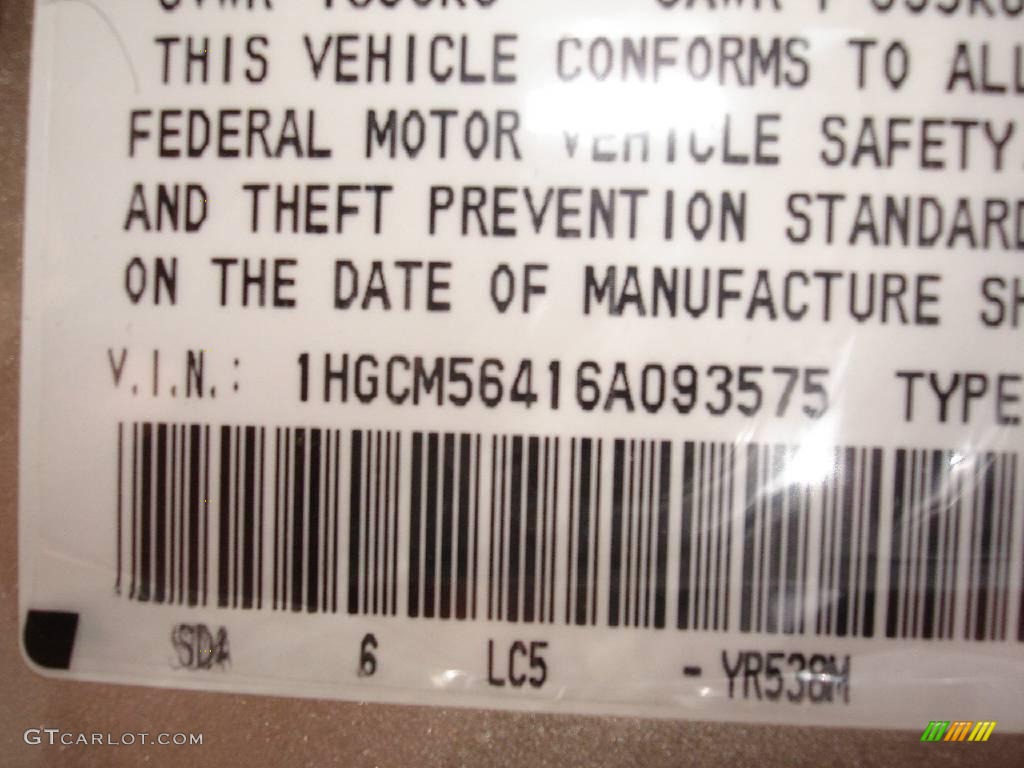 THIS VEHICLE CONFORMS TO ALL
FEDERAL MOTOR VEHICLE SAFETY
AND THEFT PREVENTION STANDARD
ON THE DATE OF MANUFACTURE SH
V.I.N.: 1HGCM56416A093575 TYPE
SDA 6 LC5 - YR538M
GTCARLOT.COM